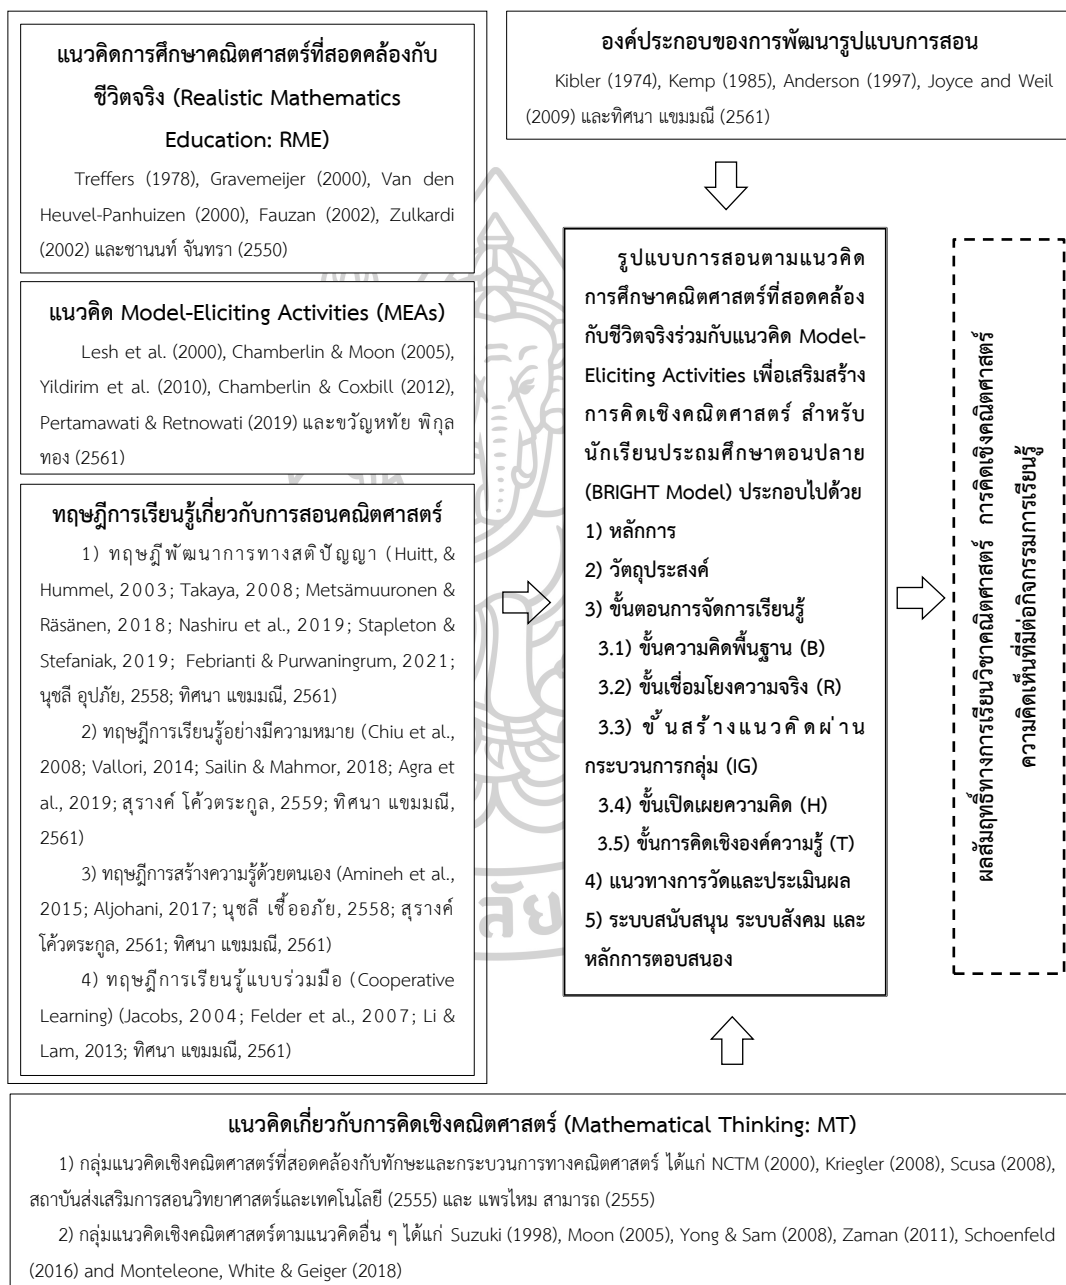 แนวคิดการศึกษาคณิตศาสตร์ที่สอดคล้องกับ
ชีวิตจริง (Realistic Mathematics
Education: RME)
Treffers (1978), Gravemeijer (2000), Van den
Heuvel-Panhuizen (2000), Fauzan (2002), Zulkardi
(2002) และชานนท์ จันทรา (2550)
แนวคิด Model-Eliciting Activities (MEAs)
Lesh et al. (2000), Chamberlin & Moon (2005),
Yildirim et al. (2010), Chamberlin & Coxbill (2012),
Pertamawati & Retnowati (2019) และขวัญหทัย พิกุล
ทอง (2561)
ทฤษฎีการเรียนรู้เกี่ยวกับการสอนคณิตศาสตร์
1) ทฤษฎีพัฒนาการทางสติปัญญา (Huitt, &
Hummel, 2003; Takaya, 2008; Metsämuuronen &
Räsänen, 2018; Nashiru et al., 2019; Stapleton &
Stefaniak, 2019; Febrianti & Purwaningrum, 2021;
นุชลี อุปภัย, 2558; ทิศนา แขมมณี, 2561)
2) ทฤษฎีการเรียนรู้อย่างมีความหมาย (Chiu et al.,
2008; Vallori, 2014; Sailin & Mahmor, 2018; Agra et
al., 2019; สุรางค์ โค้วตระกูล, 2559; ทิศนา แขมมณี,
2561)
3) ทฤษฎีการสร้างความรู้ด้วยตนเอง (Amineh et al.,
2015; Aljohani, 2017; นุชลี เชื้ออภัย, 2558; สุรางค์
โค้วตระกูล, 2561; ทิศนา แขมมณี, 2561)
4) ทฤษฎีการเรียนรู้แบบร่วมมือ (Cooperative
Learning) (Jacobs, 2004; Felder et al., 2007; Li &
Lam, 2013; ทิศนา แขมมณี, 2561)
องค์ประกอบของการพัฒนารูปแบบการสอน
Kibler (1974), Kemp (1985), Anderson (1997), Joyce and Weil
(2009) และทิศนา แขมมณี (2561)
รูปแบบการสอนตามแนวคิด
การศึกษาคณิตศาสตร์ที่สอดคล้อง
กับชีวิตจริงร่วมกับแนวคิด Model-
Eliciting Activities เพื่อเสริมสร้าง
การคิดเชิงคณิตศาสตร์ สำหรับ
นักเรียนประถมศึกษาตอนปลาย
(BRIGHT Model) ประกอบไปด้วย
1) หลักการ
2) วัตถุประสงค์
3) ขั้นตอนการจัดการเรียนรู้
3.1) ขั้นความคิดพื้นฐาน (B)
3.2) ขั้นเชื่อมโยงความจริง (R)
3.3) ขั้นสร้างแนวคิดผ่าน
กระบวนการกลุ่ม (IG)
3.4) ขั้นเปิดเผยความคิด (H)
3.5) ขั้นการคิดเชิงองค์ความรู้ (T)
4) แนวทางการวัดและประเมินผล
5) ระบบสนับสนุน ระบบสังคม และ
หลักการตอบสนอง
ผลสัมฤทธิ์ทางการเรียนวิชาคณิตศาสตร์ การคิดเชิงคณิตศาสตร์
ความคิดเห็นที่มีต่อกิจกรรมการเรียนรู้
แนวคิดเกี่ยวกับการคิดเชิงคณิตศาสตร์ (Mathematical Thinking: MT)
1) กลุ่มแนวคิดเชิงคณิตศาสตร์ที่สอดคล้องกับทักษะและกระบวนการทางคณิตศาสตร์ ได้แก่ NCTM (2000), Kriegler (2008), Scusa (2008),
สถาบันส่งเสริมการสอนวิทยาศาสตร์และเทคโนโลยี (2555) และ แพรไหม สามารถ (2555)
2) กลุ่มแนวคิดเชิงคณิตศาสตร์ตามแนวคิดอื่น ๆ ได้แก่ Suzuki (1998), Moon (2005), Yong & Sam (2008), Zaman (2011), Schoenfeld
(2016) and Monteleone, White & Geiger (2018)